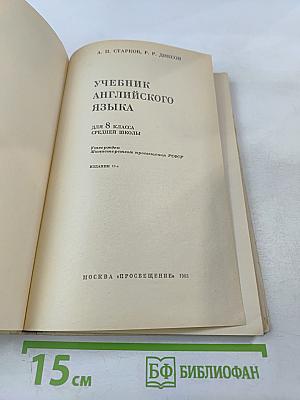 А. П. СТАРКОВ, Р. Р. ДИКСОН
УЧЕБНИК
АНГЛИЙСКОГО
ЯЗЫКА
ДЛЯ 8 КЛАССА
СРЕДНЕЙ ШКОЛЫ
Утвержден
Министерством просвещения РСФСР
ИЗДАНИЕ
МОСКВА «ПРОСВЕЩЕНИЕ»
15 см
БФ БИБЛИОФАН